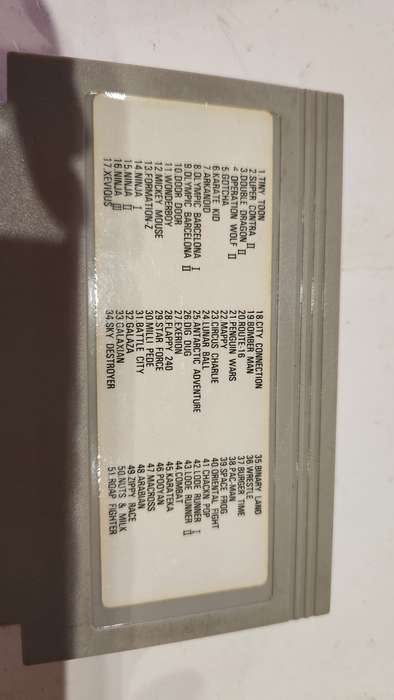 1. TINY TOON
2. SUPER CONTRA II
3. DOUBLE DRAGON II
4. OPERATION WOLF II
5. GOTCHA
6. KARATE KID
7. ARKANOID
8. OLYMPIC BARCELONA I
9. OLYMPIC BARCELONA II
10. DOOR DOOR
11. WONDERBOY
12. MICKEY MOUSE
13. FORMATION-Z
14. NINJA I
15. NINJA II
16. NINJA III
17. XEVIOUS
18. CITY CONNECTION
19. BOMBER MAN
20. ROUTE-16
21. PENGUIN WARS
22. MAPPY
23. CIRCUS CHARLIE
24. LUNAR BALL
25. ANTARCTIC ADVENTURE
26. DIG DUG
27. EXERION
28. FLAPPY 240
29. STAR FORCE
30. MILLI PEDE
31. BATTLE CITY
32. GALAZA
33. GALAXIAN
34. SKY DESTROYER
35. BINARY LAND
36. WRESTLE
37. BURGER TIME
38. PAC-MAN
39. SPACE FROG
40. ORIENTAL FIGHT
41. CHACKN POP
42. LODE RUNNER I
43. LODE RUNNER II
44. COMBAT
45. KARATEKA
46. POOYAN
47. MACROSS
48. ARABIAN
49. ZIPPY RACE
50. NUTS & MILK
51. ROAP FIGHTER